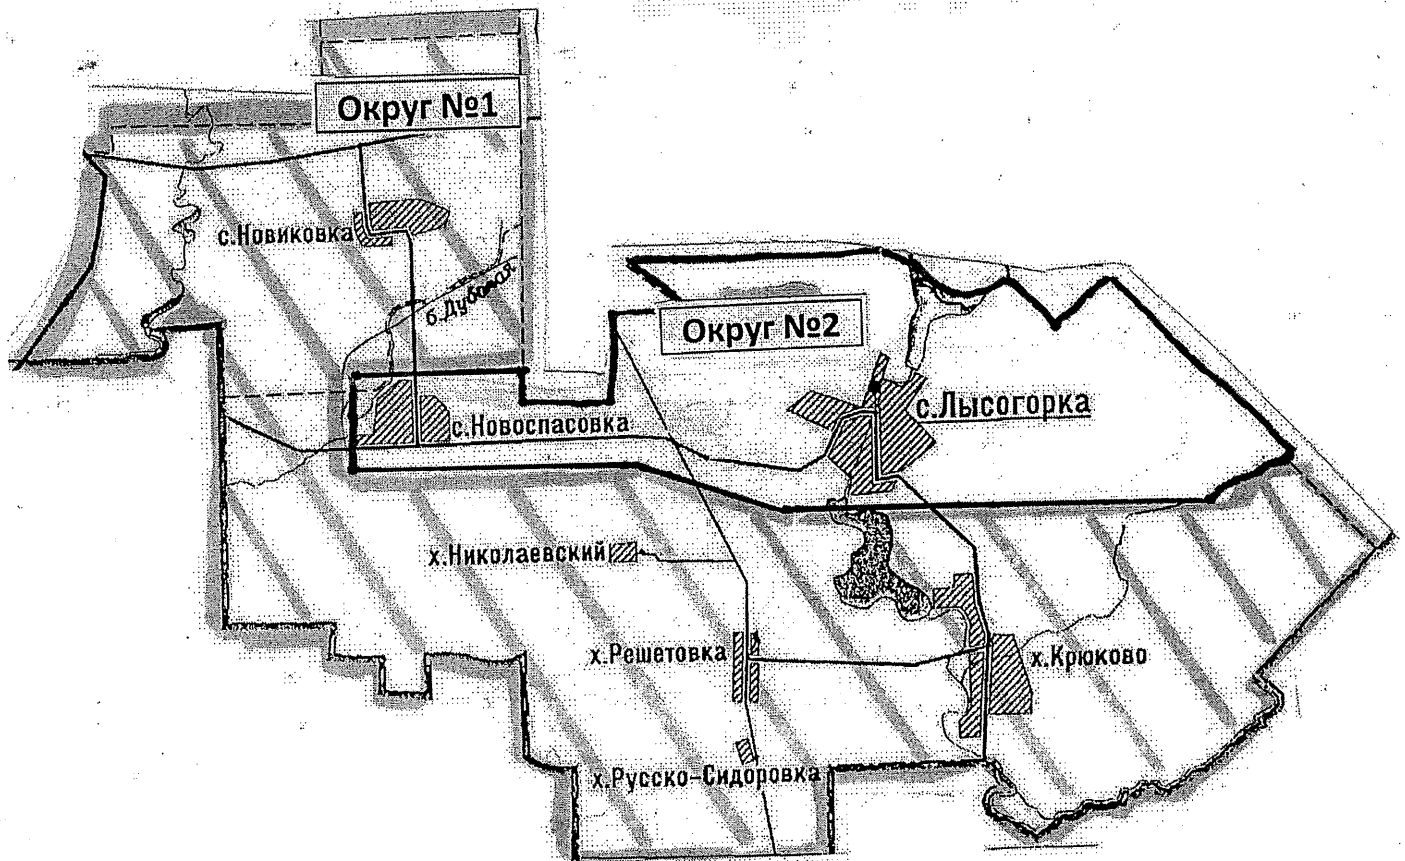 Округ №1
с.Новиковка
б.Дубовая
Округ №2
с.Лысогорка
с.Новоспасовка
х.Николаевский
х.Решетовка
х.Крюково
х.Русско-Сидоровка